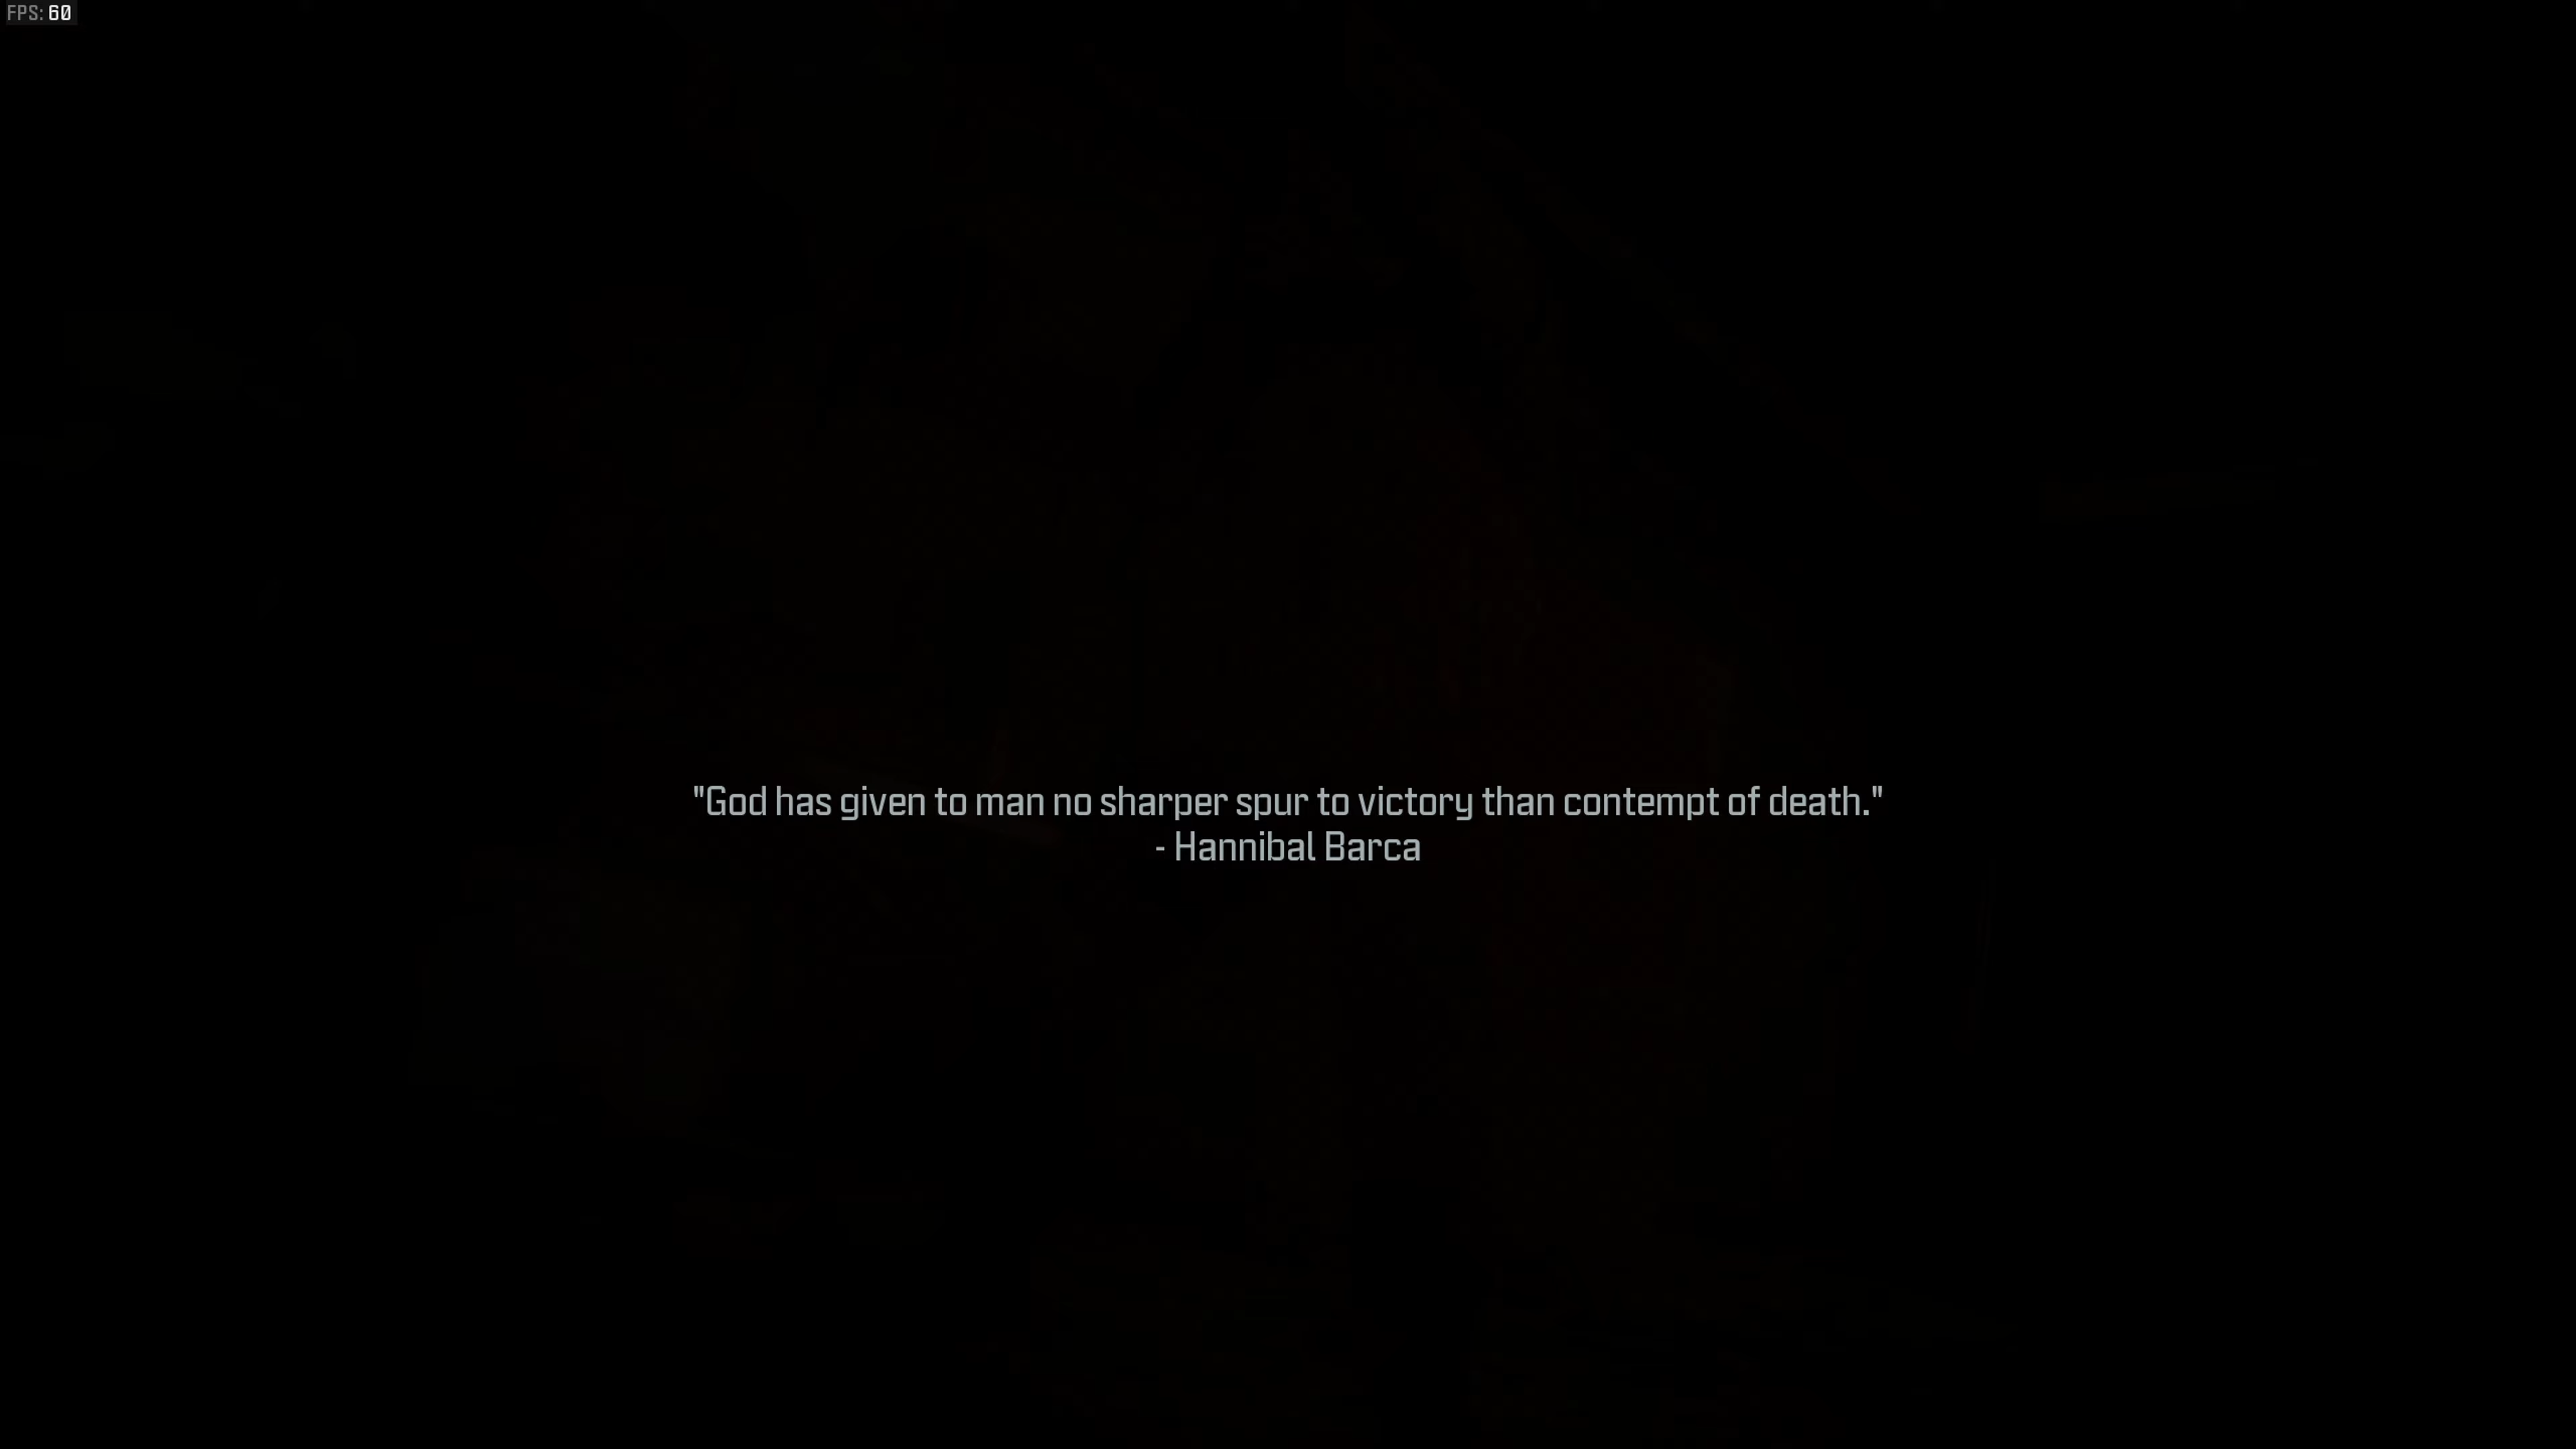 FPS: 60
"God has given to man no sharper spur to victory than contempt of death."
- Hannibal Barca